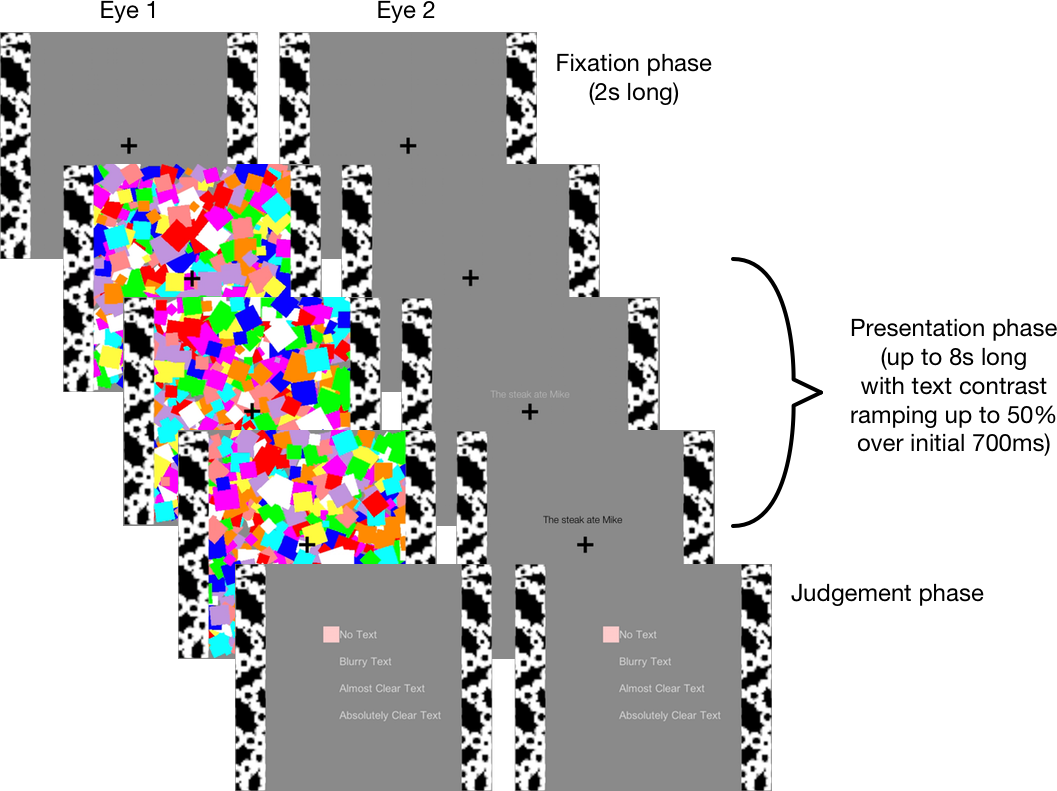 Eye 1
Eye 2
Fixation phase
(2s long)
The steak ate Mike
Presentation phase
(up to 8s long
with text contrast
ramping up to 50%
over initial 700ms)
The steak ate Mike
Judgement phase
No Text
Blurry Text
Almost Clear Text
Absolutely Clear Text
No Text
Blurry Text
Almost Clear Text
Absolutely Clear Text